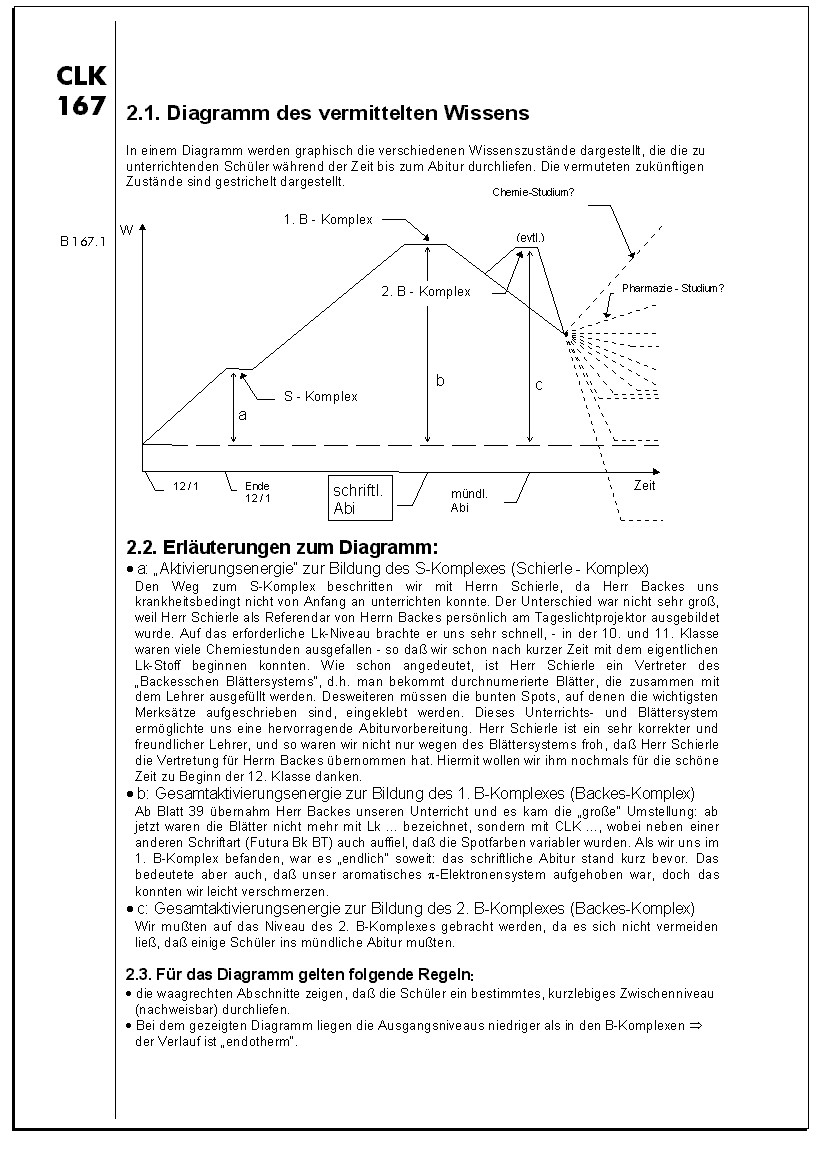 CLK
167
2.1. Diagramm des vermittelten Wissens
In einem Diagramm werden graphisch die verschiedenen Wissenszustände dargestellt, die die zu
unterrichtenden Schüler während der Zeit bis zum Abitur durchliefen. Die vermuteten zukünftigen
Zustände sind gestrichelt dargestellt.
Chemie-Studium?
B 167.1
W
1. B - Komplex
(evtl.)
2. B - Komplex
Pharmazie - Studium?
b
c
S - Komplex
a
12 / 1
Ende
12 / 1
schriftl.
Abi
mündl.
Abi
Zeit
2.2. Erläuterungen zum Diagramm:
• a: „Aktivierungsenergie“ zur Bildung des S-Komplexes (Schierle - Komplex)
Den Weg zum S-Komplex beschritten wir mit Herrn Schierle, da Herr Backes uns
krankheitsbedingt nicht von Anfang an unterrichten konnte. Der Unterschied war nicht sehr groß,
weil Herr Schierle als Referendar von Herrn Backes persönlich am Tageslichtprojektor ausgebildet
wurde. Auf das erforderliche Lk-Niveau brachte er uns sehr schnell, - in der 10. und 11. Klasse
waren viele Chemiestunden ausgefallen - so daß wir schon nach kurzer Zeit mit dem eigentlichen
Lk-Stoff beginnen konnten. Wie schon angedeutet, ist Herr Schierle ein Vertreter des
„Backesschen Blättersystems“, d.h. man bekommt durchnumerierte Blätter, die zusammen mit
dem Lehrer ausgefüllt werden. Desweiteren müssen die bunten Spots, auf denen die wichtigsten
Merksätze aufgeschrieben sind, eingeklebt werden. Dieses Unterrichts- und Blättersystem
ermöglichte uns eine hervorragende Abiturvorbereitung. Herr Schierle ist ein sehr korrekter und
freundlicher Lehrer, und so waren wir nicht nur wegen des Blättersystems froh, daß Herr Schierle
die Vertretung für Herrn Backes übernommen hat. Hiermit wollen wir ihm nochmals für die schöne
Zeit zu Beginn der 12. Klasse danken.
• b: Gesamtaktivierungsenergie zur Bildung des 1. B-Komplexes (Backes-Komplex)
Ab Blatt 39 übernahm Herr Backes unseren Unterricht und es kam die „große“ Umstellung: ab
jetzt waren die Blätter nicht mehr mit Lk ... bezeichnet, sondern mit CLK ..., wobei neben einer
anderen Schriftart (Futura Bk BT) auch auffiel, daß die Spotfarben variabler wurden. Als wir uns im
1. B-Komplex befanden, war es „endlich“ soweit: das schriftliche Abitur stand kurz bevor. Das
bedeutete aber auch, daß unser aromatisches π-Elektronensystem aufgehoben war, doch das
konnten wir leicht verschmerzen.
• c: Gesamtaktivierungsenergie zur Bildung des 2. B-Komplexes (Backes-Komplex)
Wir mußten auf das Niveau des 2. B-Komplexes gebracht werden, da es sich nicht vermeiden
ließ, daß einige Schüler ins mündliche Abitur mußten.
2.3. Für das Diagramm gelten folgende Regeln:
• die waagrechten Abschnitte zeigen, daß die Schüler ein bestimmtes, kurzlebiges Zwischenniveau
(nachweisbar) durchliefen.
• Bei dem gezeigten Diagramm liegen die Ausgangsniveaus niedriger als in den B-Komplexen ⇒
der Verlauf ist „endotherm“.